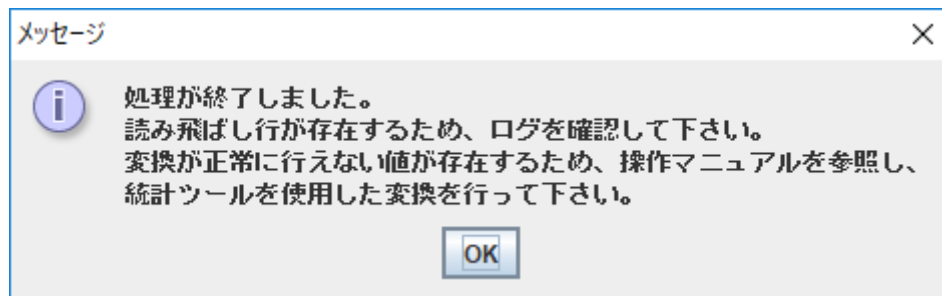 メッセージ
処理が終了しました。
読み飛ばし行が存在するため、ログを確認して下さい。
変換が正常に行えない値が存在するため、操作マニュアルを参照し、
統計ツールを使用した変換を行って下さい。
OK